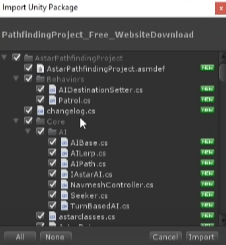 Import Unity Package
PathfindingProject_Free_WebsiteDownload
AstarPathfindingProject
AstarPathfindingProject.asmdef NEW
Behaviors
AIDestinationSetter.cs NEW
Patrol.cs NEW
changelog.cs NEW
Core
AI
AIBase.cs NEW
AILerp.cs NEW
AIPath.cs NEW
IAstarAI.cs NEW
NavmeshController.cs NEW
Seeker.cs NEW
TurnBasedAI.cs NEW
astarclasses.cs NEW
All None Cancel Import